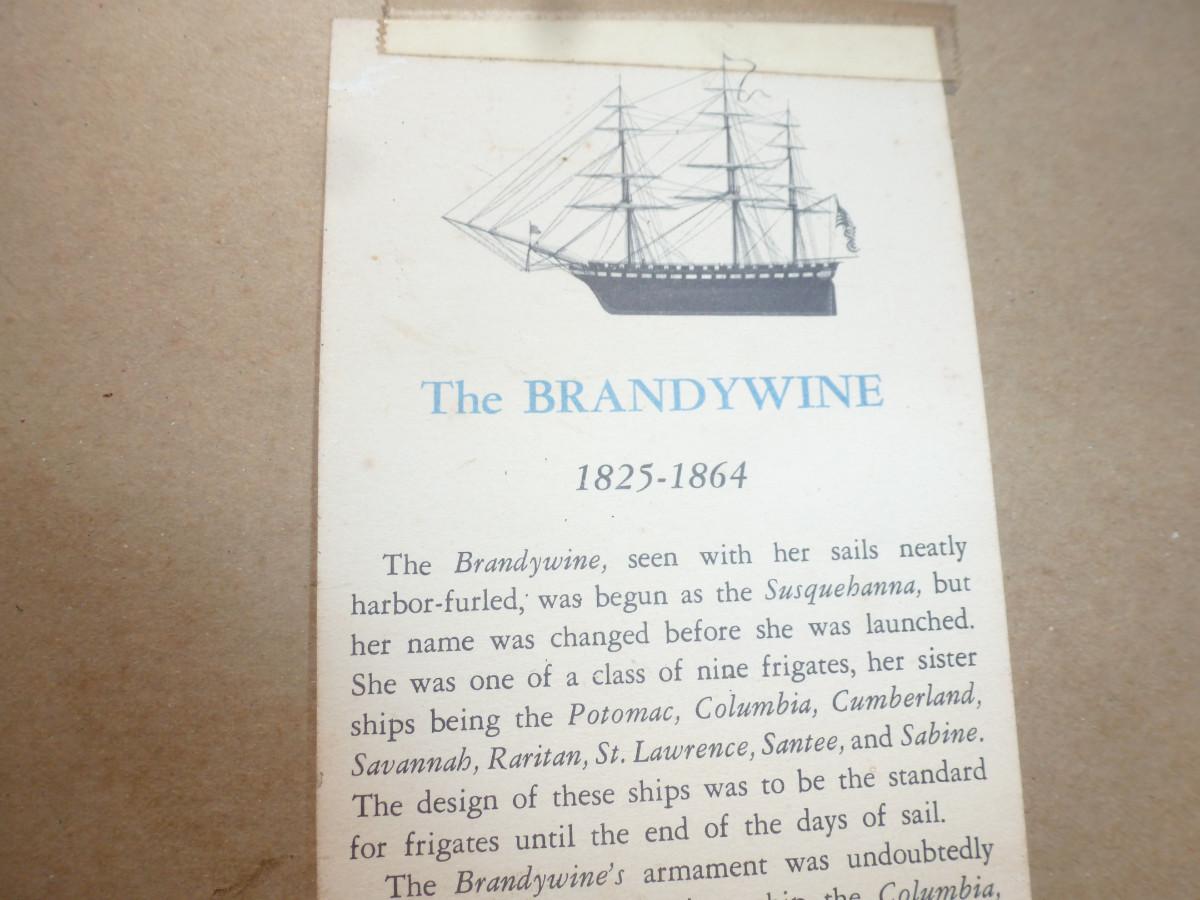 The BRANDYWINE
1825-1864
The Brandywine, seen with her sails neatly
harbor-furled, was begun as the Susquehanna, but
her name was changed before she was launched.
She was one of a class of nine frigates, her sister
ships being the Potomac, Columbia, Cumberland,
Savannah, Raritan, St. Lawrence, Santee, and Sabine.
The design of these ships was to be the standard
for frigates until the end of the days of sail.
The Brandywine's armament was undoubtedly
the Columbia,